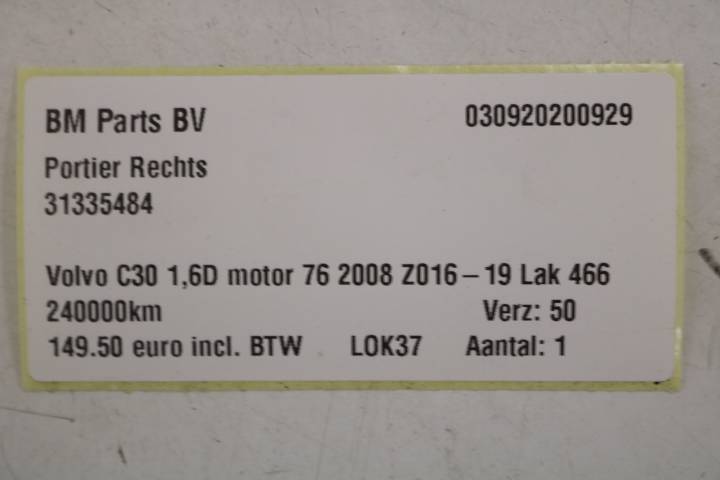 BM Parts BV 030920200929
Portier Rechts
31335484
Volvo C30 1,6D motor 76 2008 Z016-19 Lak 466
240000km Verz: 50
149.50 euro incl. BTW LOK37 Aantal: 1